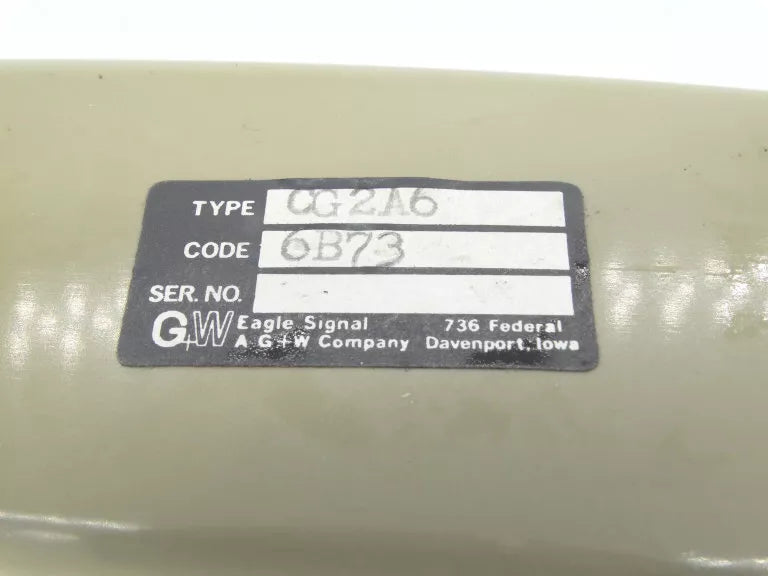 TYPE CG2A6
CODE 6B73
SER. NO.
G+W Eagle Signal 736 Federal
A G+W Company Davenport, Iowa